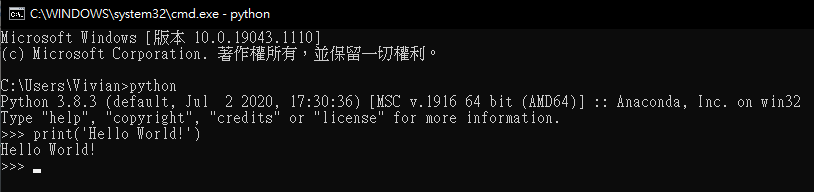 C:\WINDOWS\system32\cmd.exe - python
Microsoft Windows [版本 10.0.19043.1110]
(c) Microsoft Corporation. 著作權所有，並保留一切權利。
C:\Users\Vivian>python
Python 3.8.3 (default, Jul  2 2020, 17:30:36) [MSC v.1916 64 bit (AMD64)] :: Anaconda, Inc. on win32
Type "help", "copyright", "credits" or "license" for more information.
>>> print('Hello World!')
Hello World!
>>>